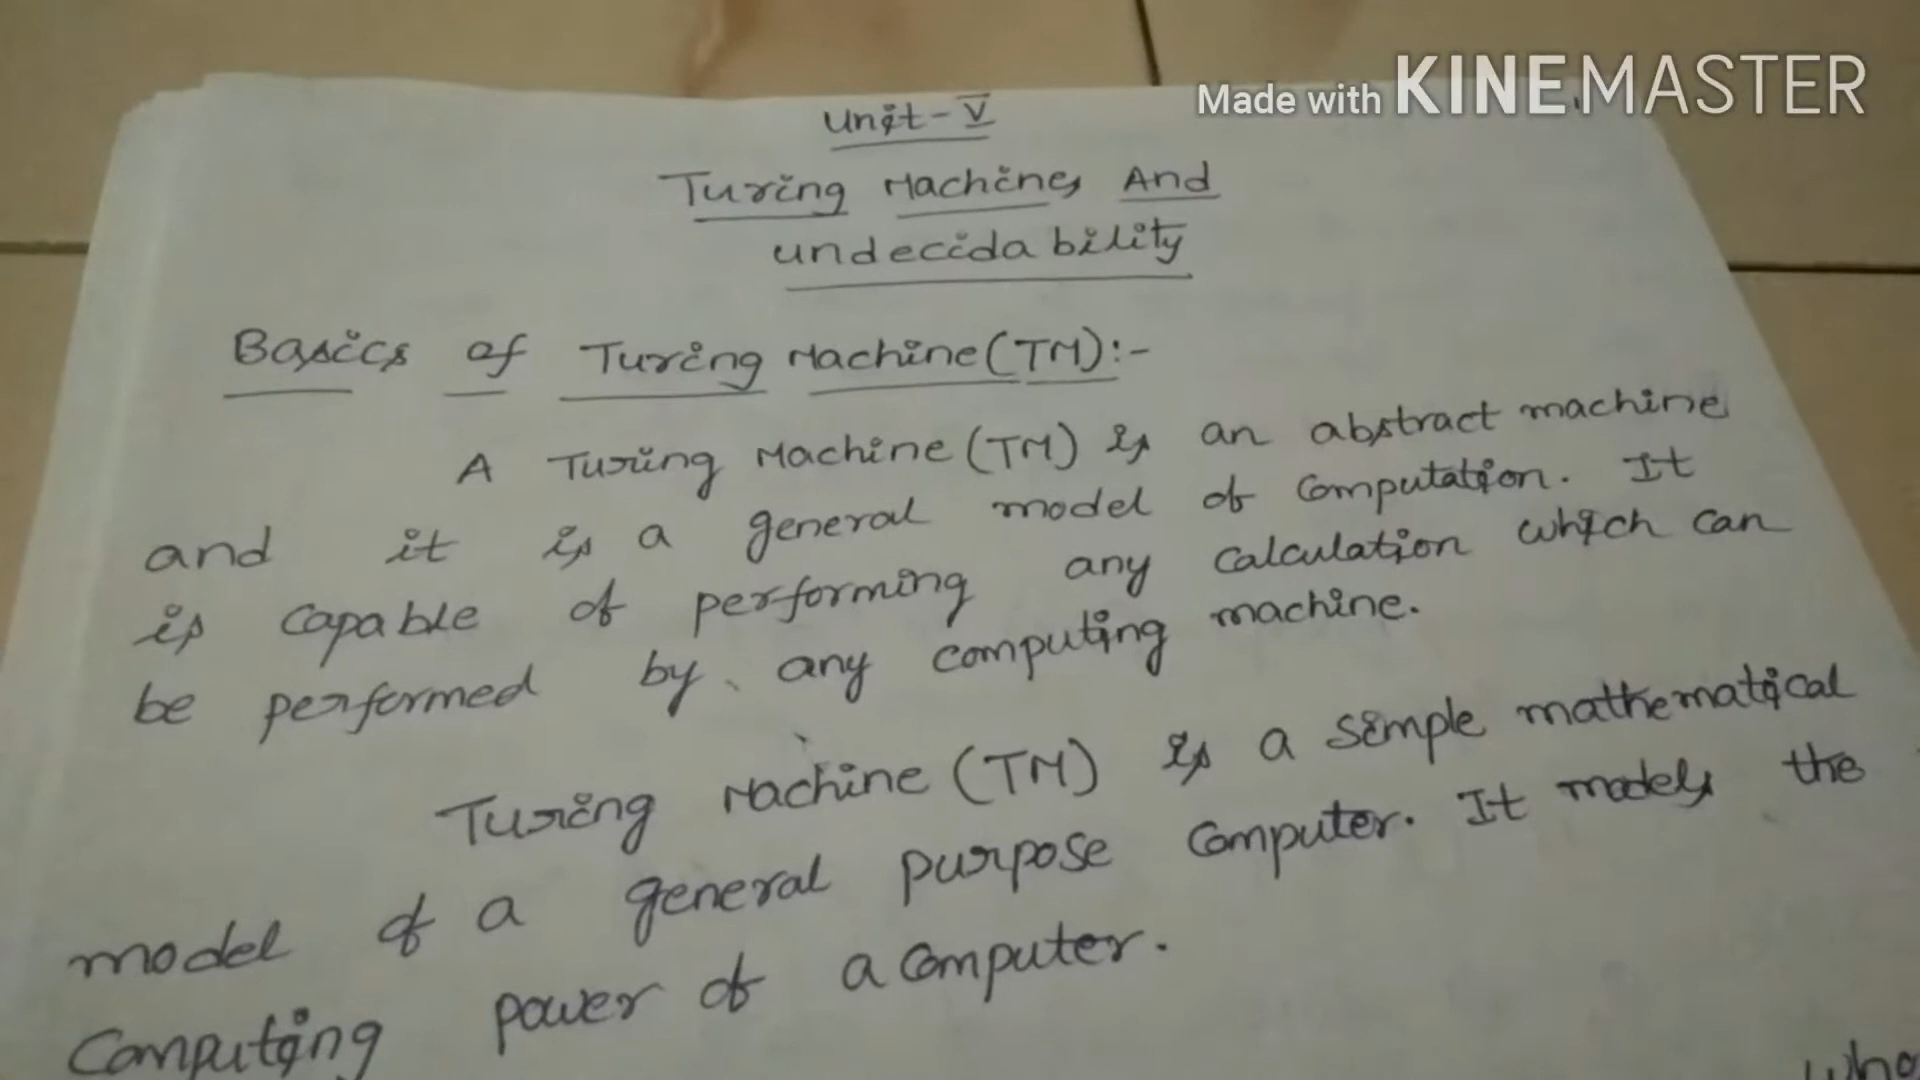 Made with KINEMASTER
Unit-V
Turing Machines And
undecidability
Basics of Turing Machine(TM):-
A Turing Machine (TM) is an abstract machine
and it is a general model of computation. It
is capable of performing any calculation which can
be performed by any computing machine.
Turing Machine (TM) is a simple mathematical
model of a general purpose computer. It models the
computing power of a computer.